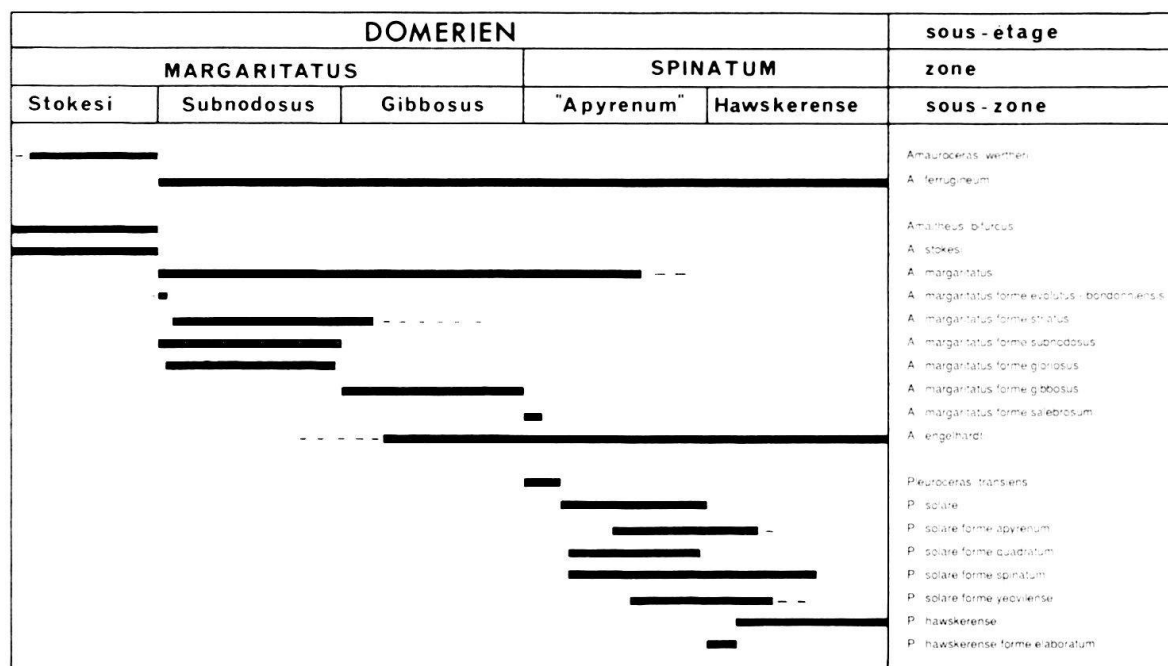 DOMERIEN sous-étage
MARGARITATUS SPINATUM zone
Stokesi Subnodosus Gibbosus "Apyrenum" Hawskerense sous-zone
Amauroceras wertheri
A ferrugineum
Amaltheus bifurcus
A stokesi
A margaritatus
A margaritatus forme evolutus - bondonniensis
A margaritatus forme striatus
A margaritatus forme subnodosus
A margaritatus forme gloriosus
A margaritatus forme gibbosus
A margaritatus forme salebrosum
A engelhardti
Pleuroceras transiens
P solare
P solare forme apyrenum
P solare forme quadratum
P solare forme spinatum
P solare forme yeovilense
P hawskerense
P hawskerense forme elaboratum